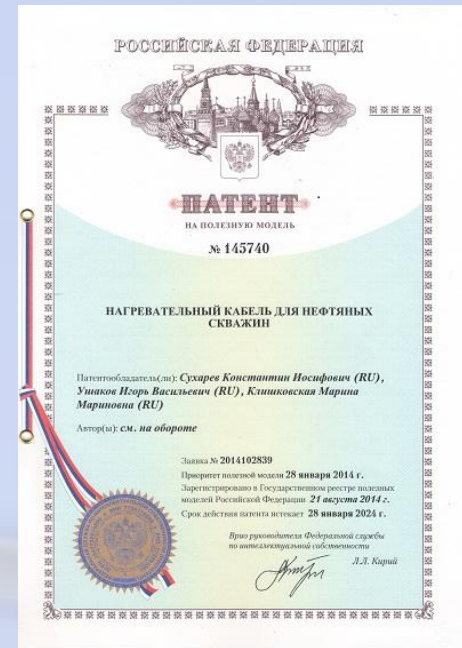 РОССИЙСКАЯ ФЕДЕРАЦИЯ
ПАТЕНТ
НА ПОЛЕЗНУЮ МОДЕЛЬ
№ 145740
НАГРЕВАТЕЛЬНЫЙ КАБЕЛЬ ДЛЯ НЕФТЯНЫХ
СКВАЖИН
Патентообладатель(ли): Сухарев Константин Иосифович (RU),
Ушаков Игорь Васильевич (RU), Клишковская Марина
Мариновна (RU)
Автор(ы): см. на обороте
Заявка № 2014102839
Приоритет полезной модели 28 января 2014 г.
Зарегистрировано в Государственном реестре полезных
моделей Российской Федерации 21 августа 2014 г.
Срок действия патента истекает 28 января 2024 г.
Врио руководителя Федеральной службы
по интеллектуальной собственности
Л.Л. Кирий